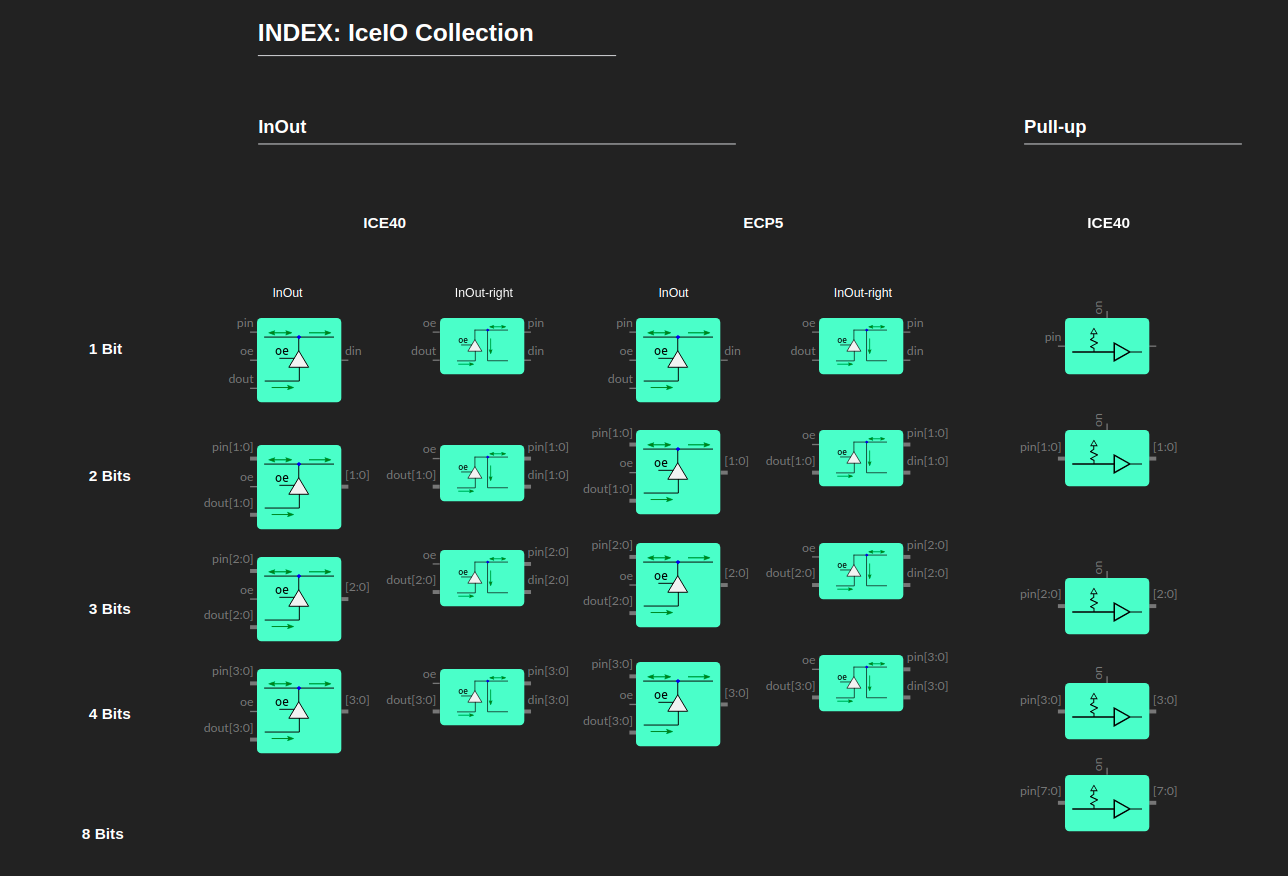 INDEX: IceIO Collection
InOut
Pull-up
ICE40
ECP5
ICE40
InOut
InOut-right
InOut
InOut-right
1 Bit
pin
oe
dout
oe
din
oe
dout
oe
pin
din
pin
oe
dout
oe
din
oe
dout
oe
pin
din
on
pin
2 Bits
pin[1:0]
oe
dout[1:0]
oe
[1:0]
oe
dout[1:0]
oe
pin[1:0]
din[1:0]
pin[1:0]
oe
dout[1:0]
oe
[1:0]
oe
dout[1:0]
oe
pin[1:0]
din[1:0]
on
pin[1:0]
[1:0]
3 Bits
pin[2:0]
oe
dout[2:0]
oe
[2:0]
oe
dout[2:0]
oe
pin[2:0]
din[2:0]
pin[2:0]
oe
dout[2:0]
oe
[2:0]
oe
dout[2:0]
oe
pin[2:0]
din[2:0]
on
pin[2:0]
[2:0]
4 Bits
pin[3:0]
oe
dout[3:0]
oe
[3:0]
oe
dout[3:0]
oe
pin[3:0]
din[3:0]
pin[3:0]
oe
dout[3:0]
oe
[3:0]
oe
dout[3:0]
oe
pin[3:0]
din[3:0]
on
pin[3:0]
[3:0]
8 Bits
on
pin[7:0]
[7:0]